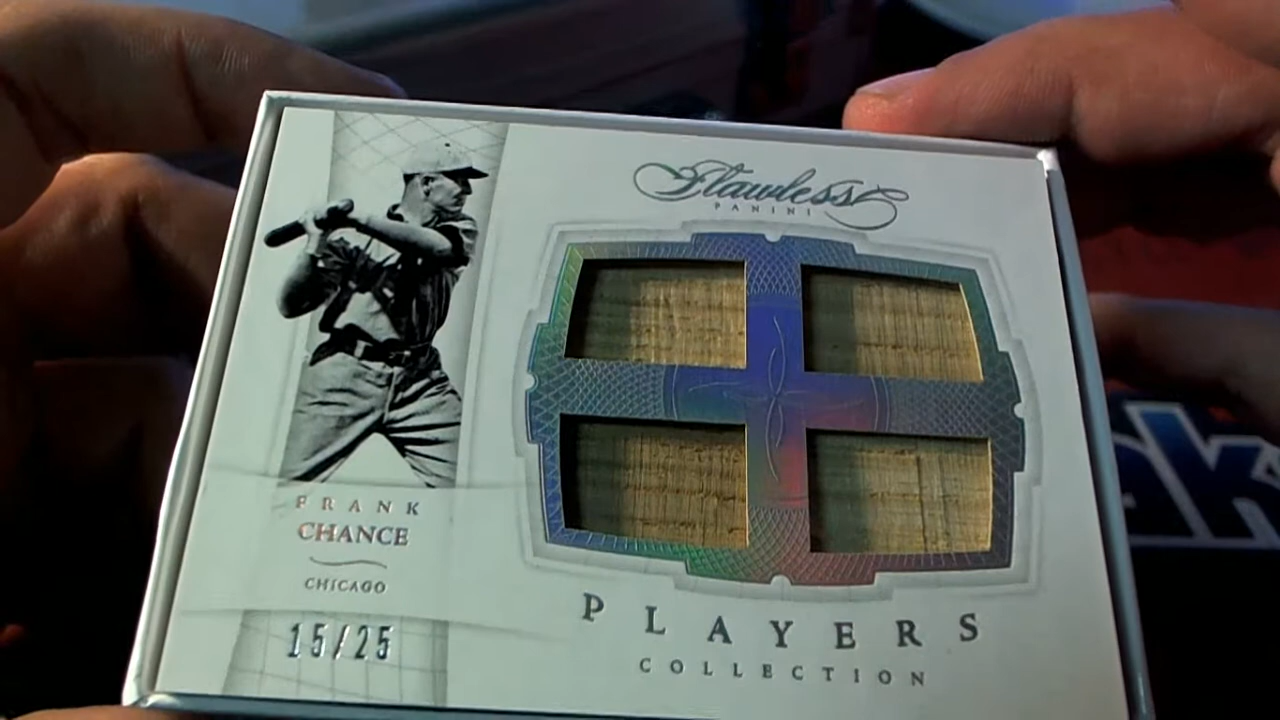 Flawless
PANINI
FRANK
CHANCE
CHICAGO
15/25
PLAYERS
COLLECTION